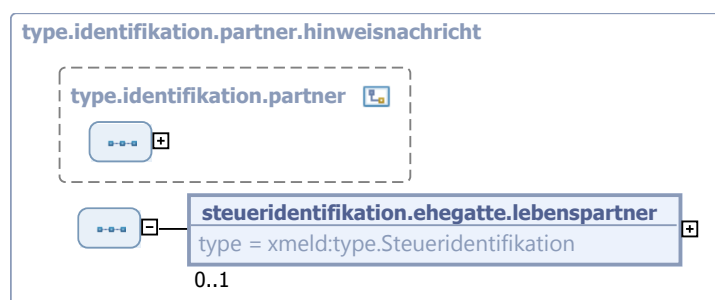 type.identifikation.partner.hinweisnachricht
type.identifikation.partner
steueridentifikation.ehegatte.lebenspartner
type = xmeld:type.Steueridentifikation
0..1